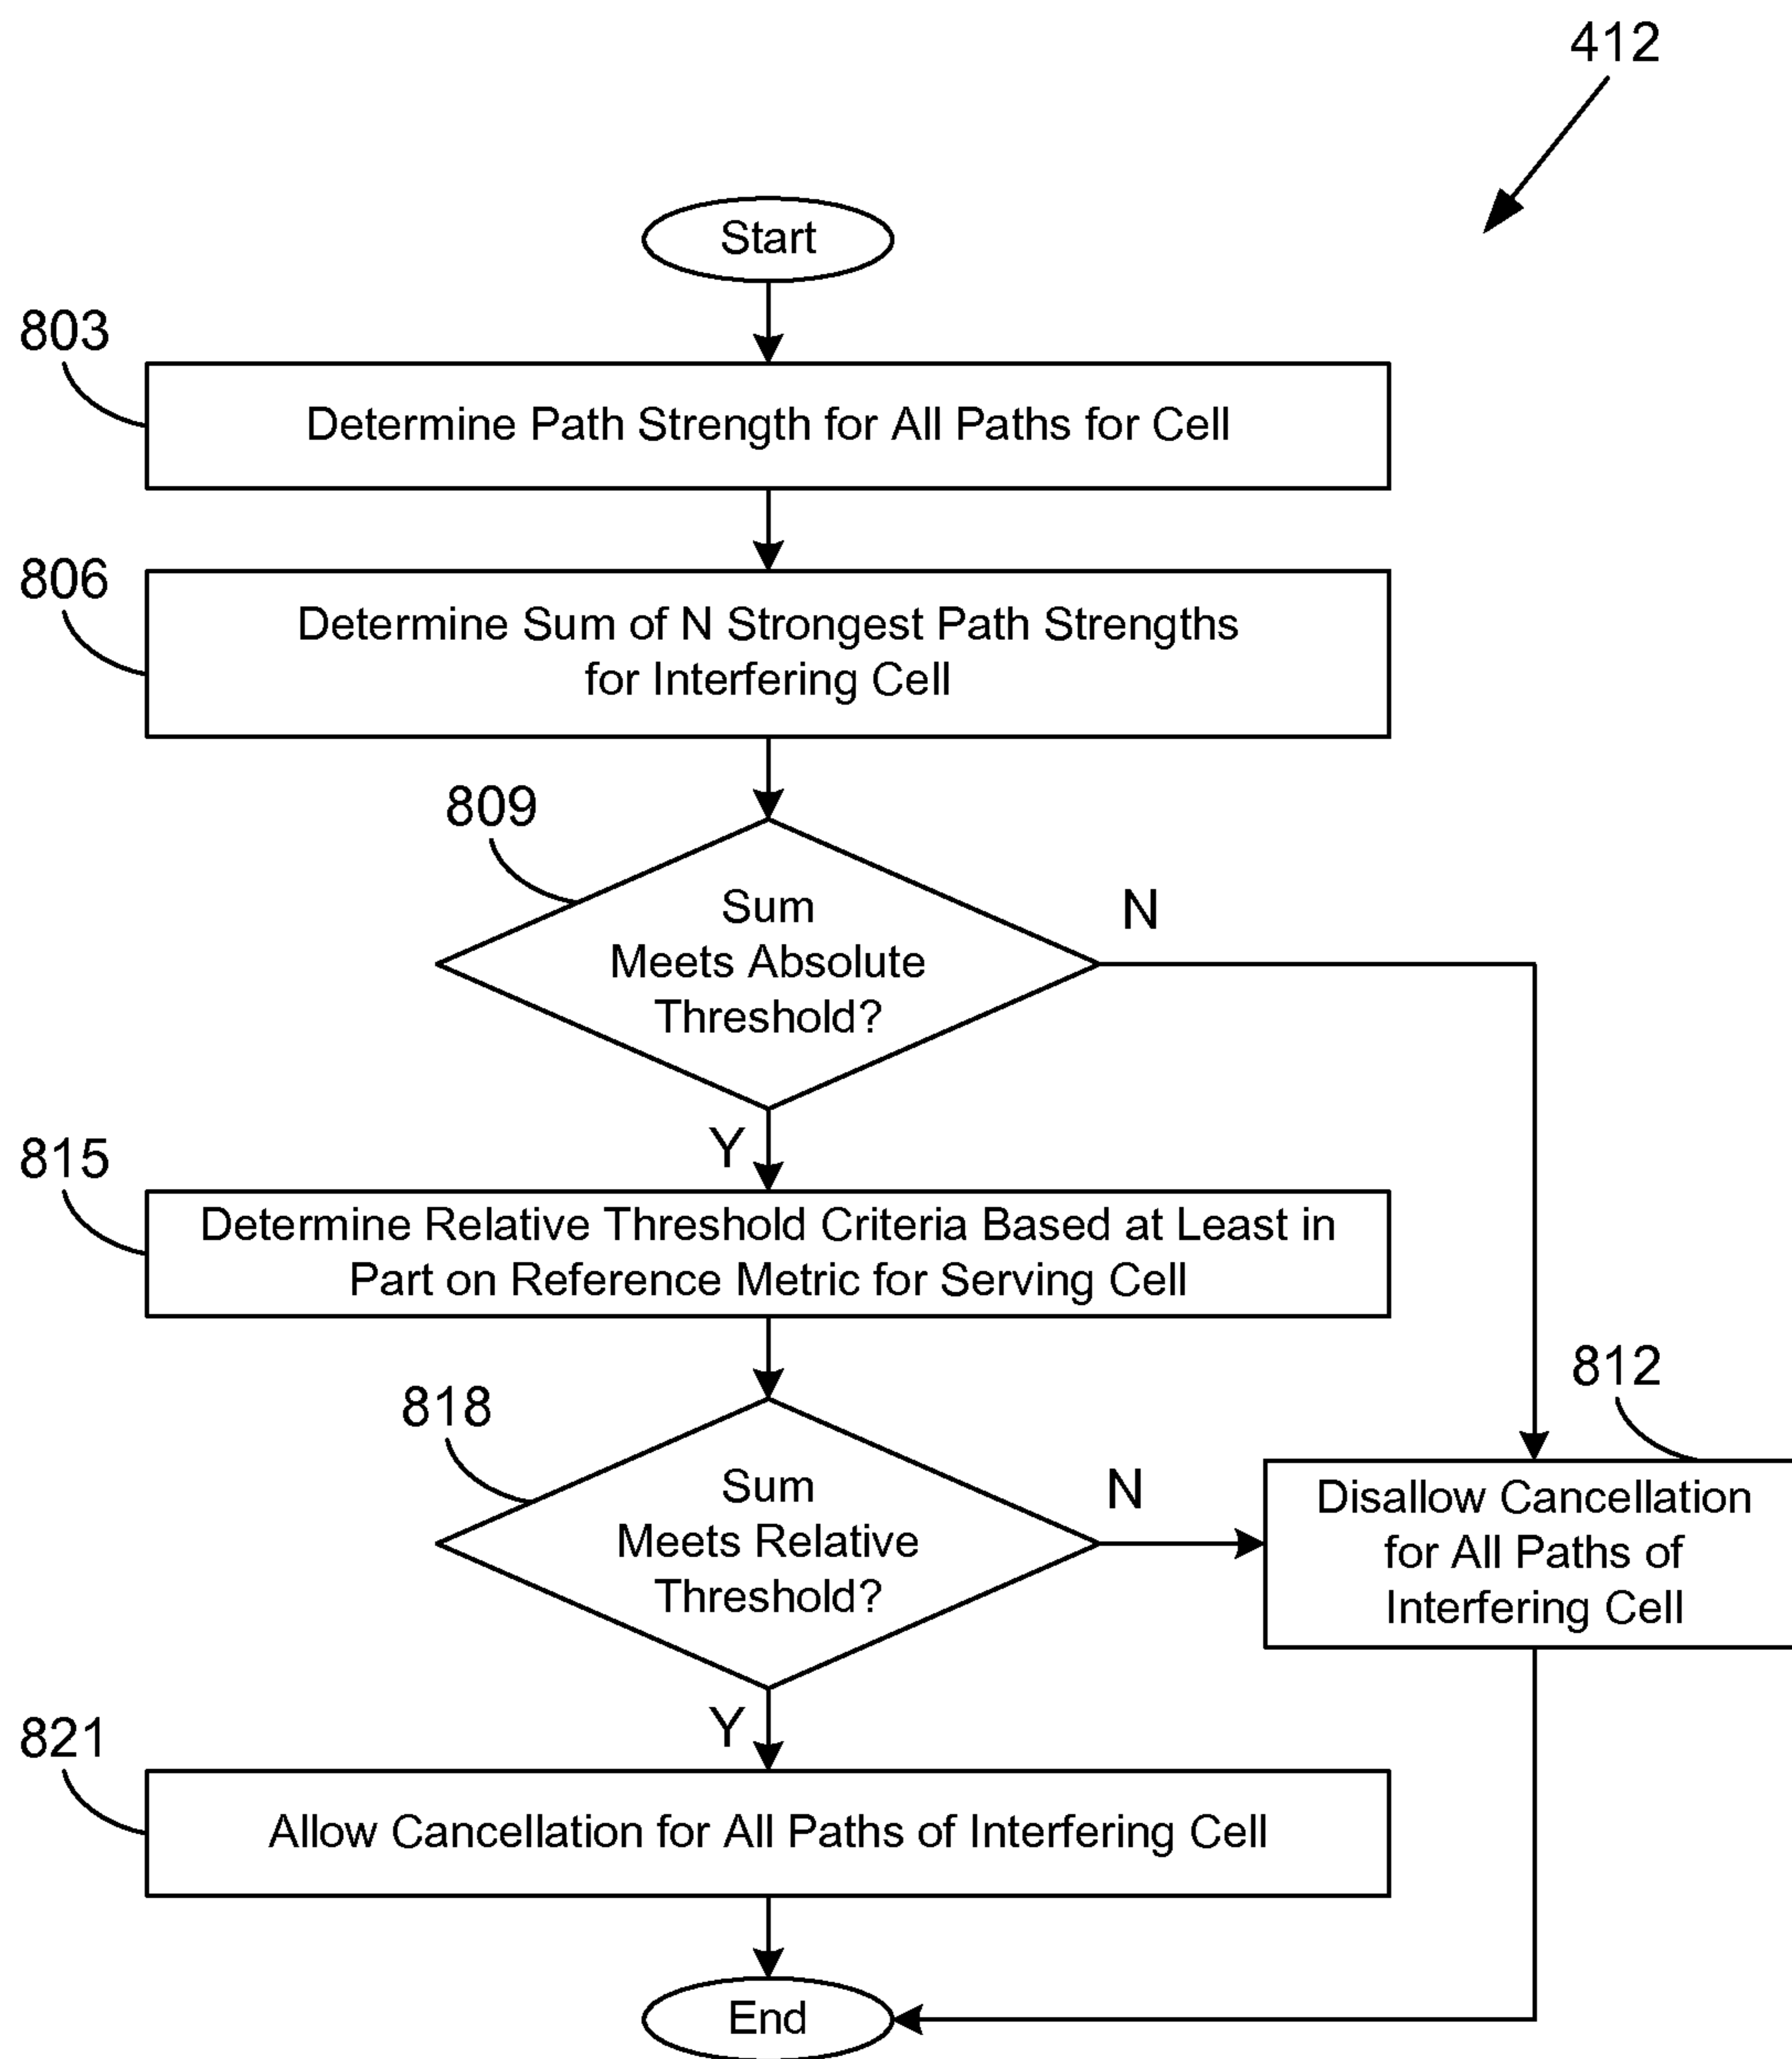 412
Start
803
Determine Path Strength for All Paths for Cell
806
Determine Sum of N Strongest Path Strengths
for Interfering Cell
809
Sum
Meets Absolute
Threshold?
N
Y
815
Determine Relative Threshold Criteria Based at Least in
Part on Reference Metric for Serving Cell
818
Sum
Meets Relative
Threshold?
N
812
Disallow Cancellation
for All Paths of
Interfering Cell
Y
821
Allow Cancellation for All Paths of Interfering Cell
End